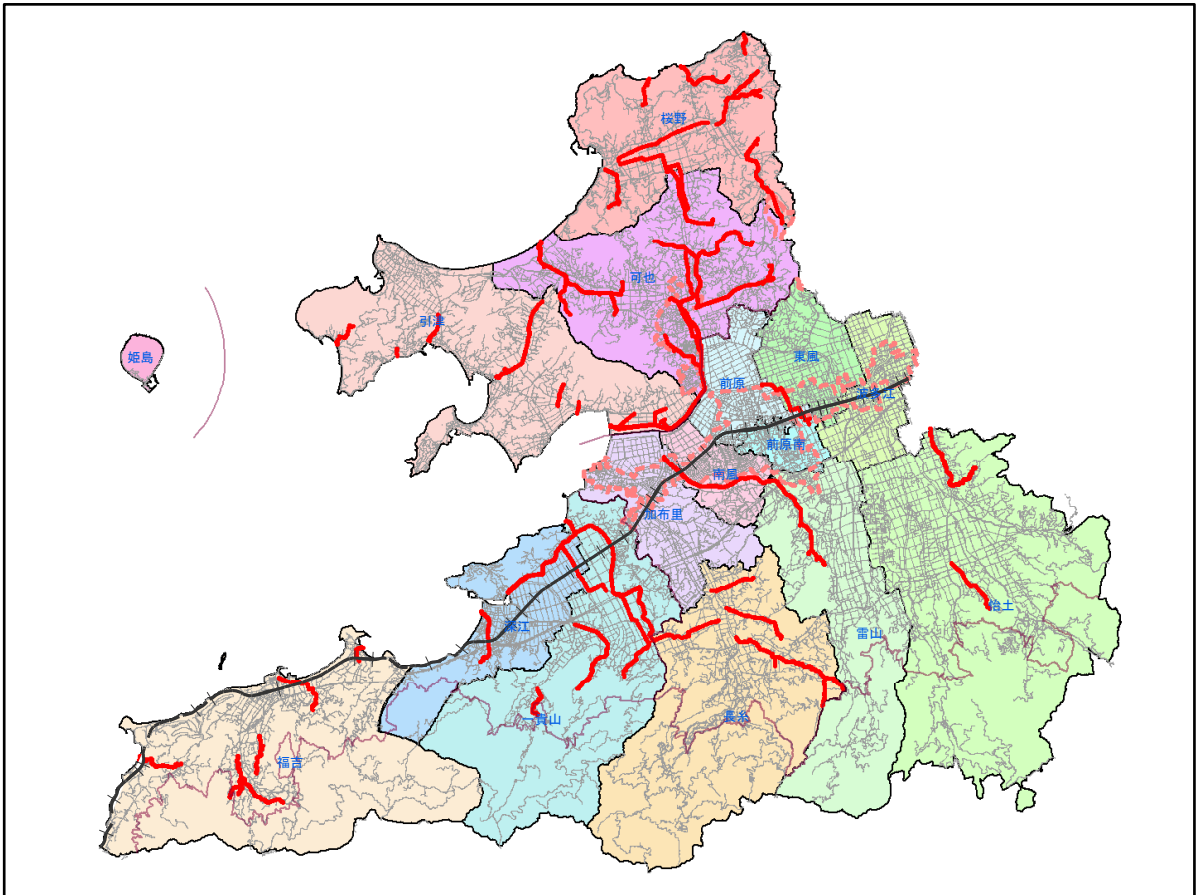 桜野
可也
引津
姫島
東風
前原
波多江
前原南
南風
加布里
怡土
深江
雷山
一貴山
長糸
福吉